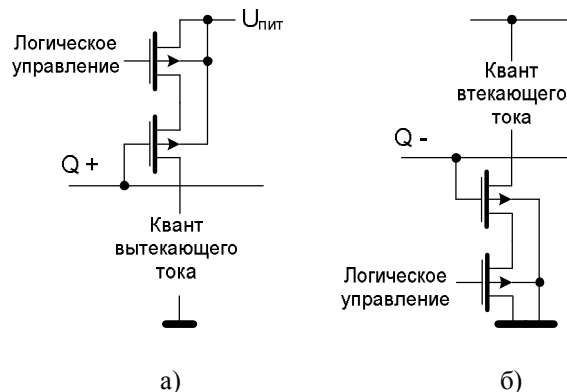 Uпит
Логическое
управление
Q +
Квант
вытекающего
тока
а)
Квант
втекающего
тока
Q -
Логическое
управление
б)